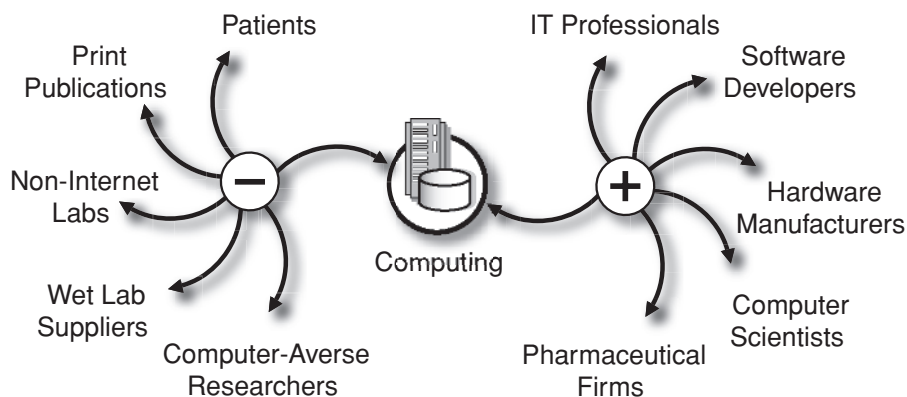 Patients
Print
Publications
Non-Internet
Labs
Wet Lab
Suppliers
Computer-Averse
Researchers
−
Computing
+
IT Professionals
Software
Developers
Hardware
Manufacturers
Computer
Scientists
Pharmaceutical
Firms